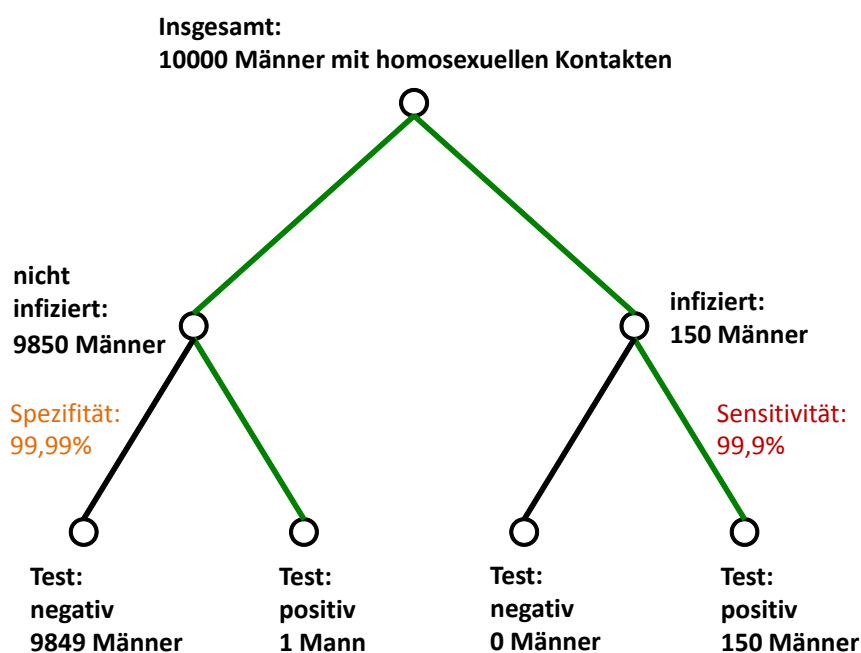 Insgesamt:
10000 Männer mit homosexuellen Kontakten
nicht
infiziert:
9850 Männer
infiziert:
150 Männer
Spezifität:
99,99%
Sensitivität:
99,9%
Test:
negativ
9849 Männer
Test:
positiv
1 Mann
Test:
negativ
0 Männer
Test:
positiv
150 Männer